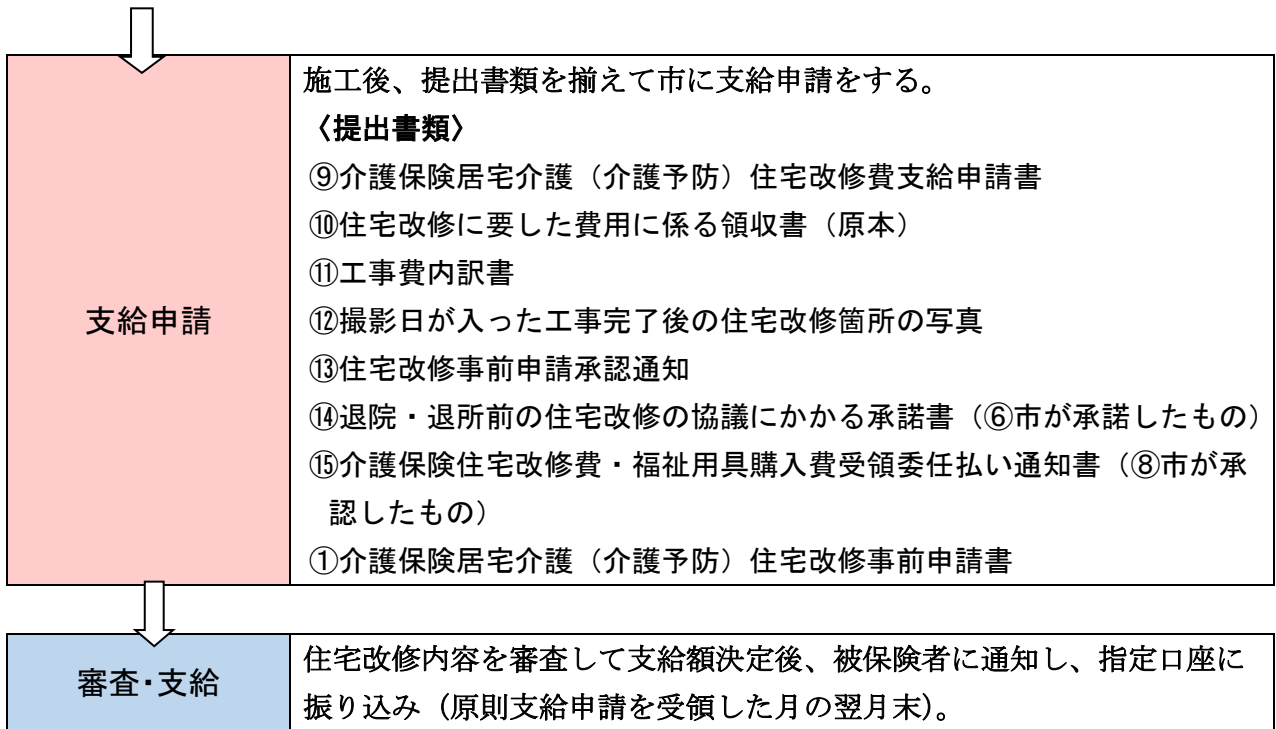 施工後、提出書類を揃えて市に支給申請をする。
〈提出書類〉
⑨介護保険居宅介護（介護予防）住宅改修費支給申請書
⑩住宅改修に要した費用に係る領収書（原本）
⑪工事費内訳書
支給申請
⑫撮影日が入った工事完了後の住宅改修箇所の写真
⑬住宅改修事前申請承認通知
⑭退院・退所前の住宅改修の協議にかかる承諾書（⑥市が承諾したもの）
⑮介護保険住宅改修費・福祉用具購入費受領委任払い通知書（⑧市が承
認したもの）
①介護保険居宅介護（介護予防）住宅改修事前申請書
審査・支給
住宅改修内容を審査して支給額決定後、被保険者に通知し、指定口座に
振り込み（原則支給申請を受領した月の翌月末）。